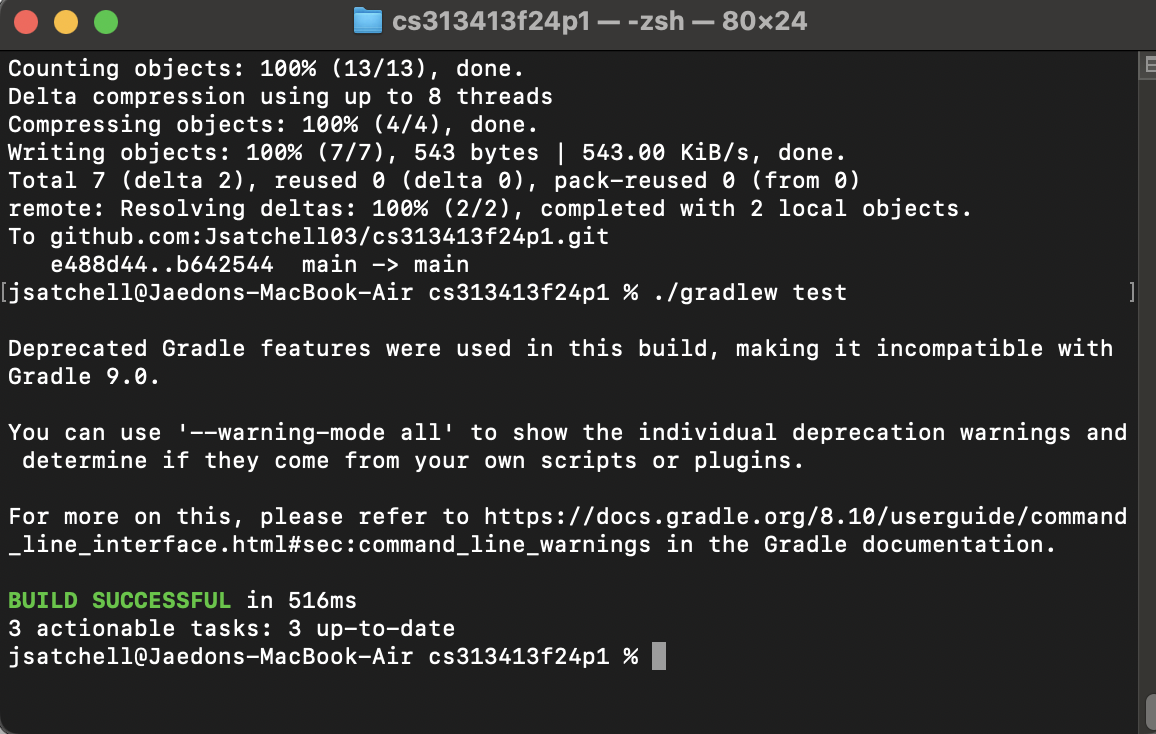 cs313413f24p1 — -zsh — 80×24
Counting objects: 100% (13/13), done.
Delta compression using up to 8 threads
Compressing objects: 100% (4/4), done.
Writing objects: 100% (7/7), 543 bytes | 543.00 KiB/s, done.
Total 7 (delta 2), reused 0 (delta 0), pack-reused 0 (from 0)
remote: Resolving deltas: 100% (2/2), completed with 2 local objects.
To github.com:Jsatchell03/cs313413f24p1.git
   e488d44..b642544  main -> main
[jsatchell@Jaedons-MacBook-Air cs313413f24p1 % ./gradlew test ]
Deprecated Gradle features were used in this build, making it incompatible with
Gradle 9.0.
You can use '--warning-mode all' to show the individual deprecation warnings and
 determine if they come from your own scripts or plugins.
For more on this, please refer to https://docs.gradle.org/8.10/userguide/command
_line_interface.html#sec:command_line_warnings in the Gradle documentation.
BUILD SUCCESSFUL in 516ms
3 actionable tasks: 3 up-to-date
jsatchell@Jaedons-MacBook-Air cs313413f24p1 %